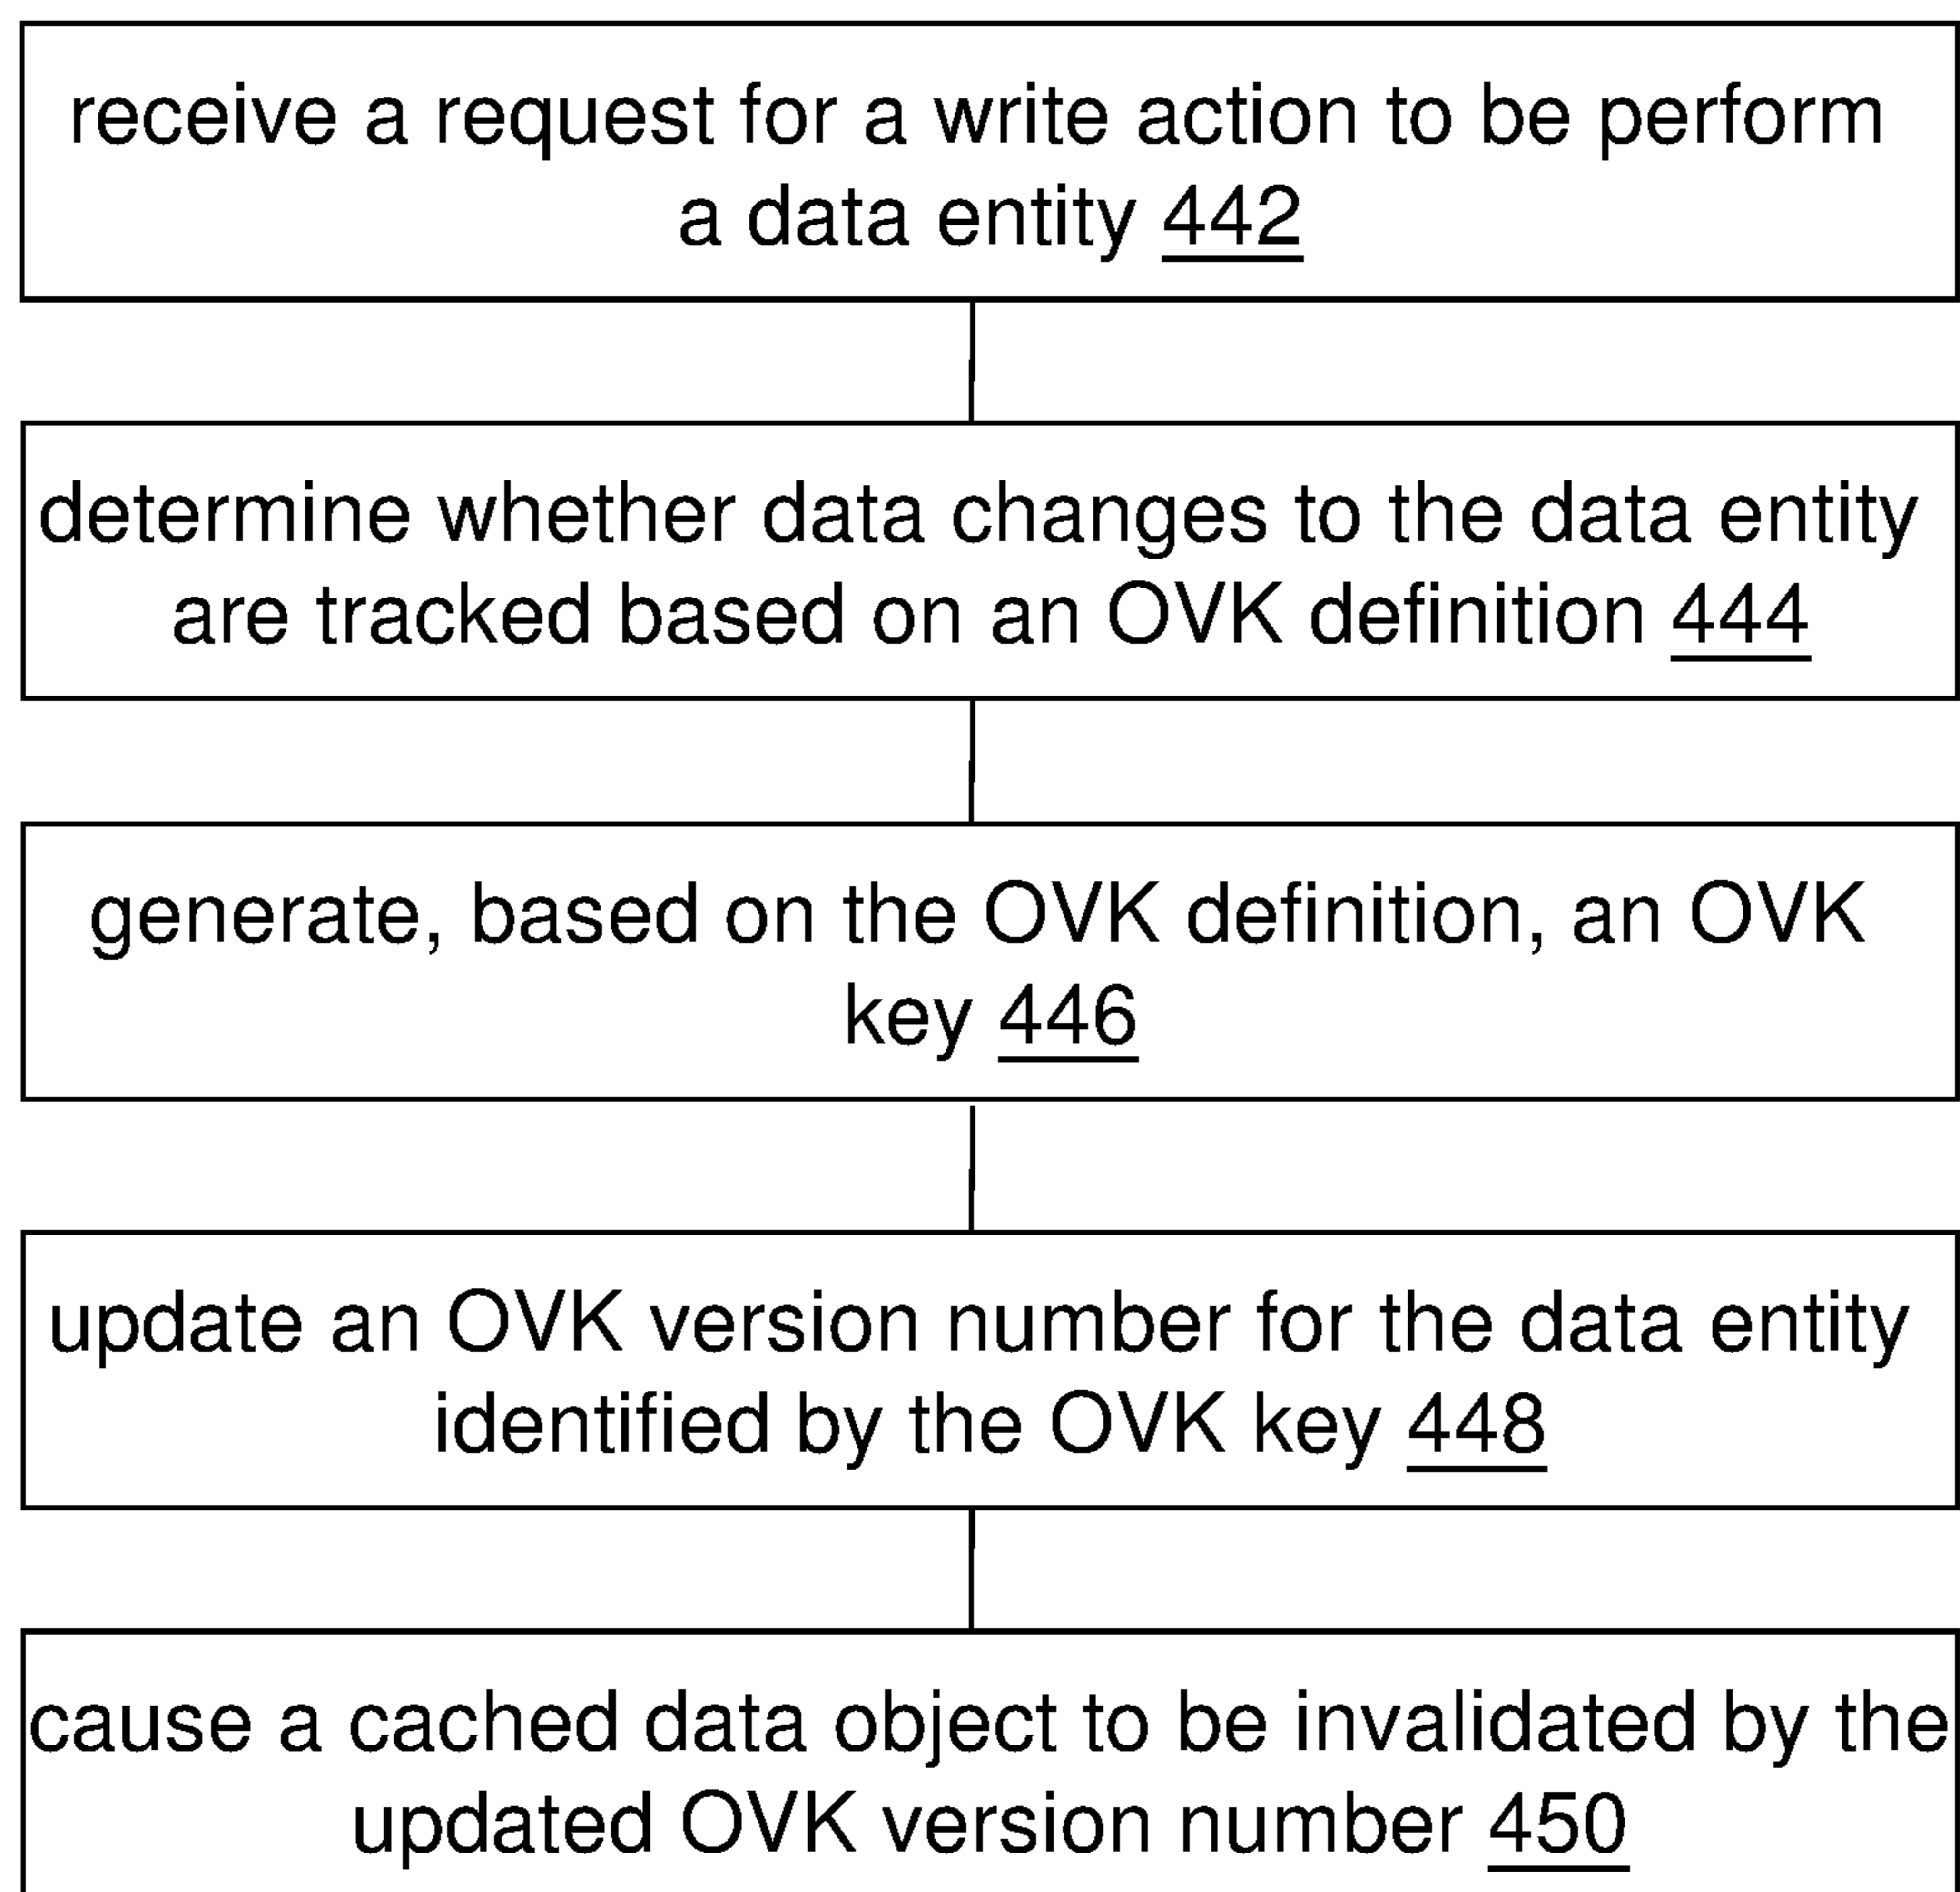 receive a request for a write action to be perform
a data entity 442
determine whether data changes to the data entity
are tracked based on an OVK definition 444
generate, based on the OVK definition, an OVK
key 446
update an OVK version number for the data entity
identified by the OVK key 448
cause a cached data object to be invalidated by the
updated OVK version number 450